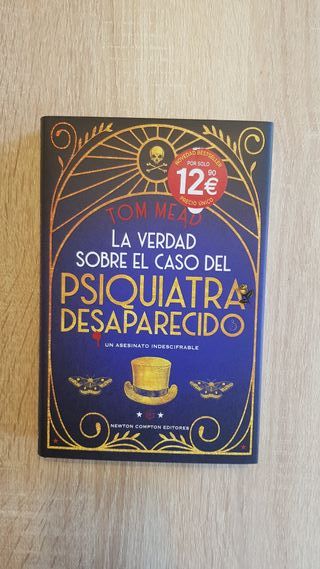 NOVEDAD BESTSELLER
POR SOLO
12'90
€
PRECIO ÚNICO
TOM MEAD
LA VERDAD
SOBRE EL CASO DEL
PSIQUIATRA
DESAPARECIDO
UN ASESINATO INDESCIFRABLE
NEWTON COMPTON EDITORES